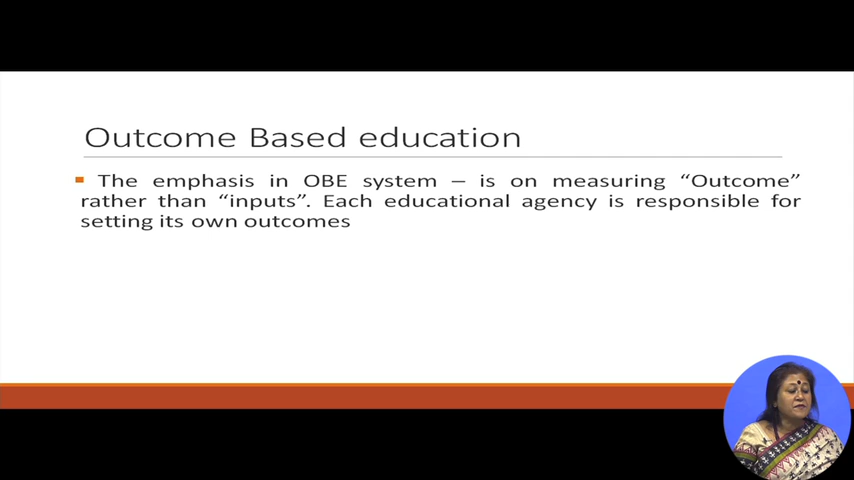 Outcome Based education
The emphasis in OBE system – is on measuring “Outcome”
rather than “inputs”. Each educational agency is responsible for
setting its own outcomes